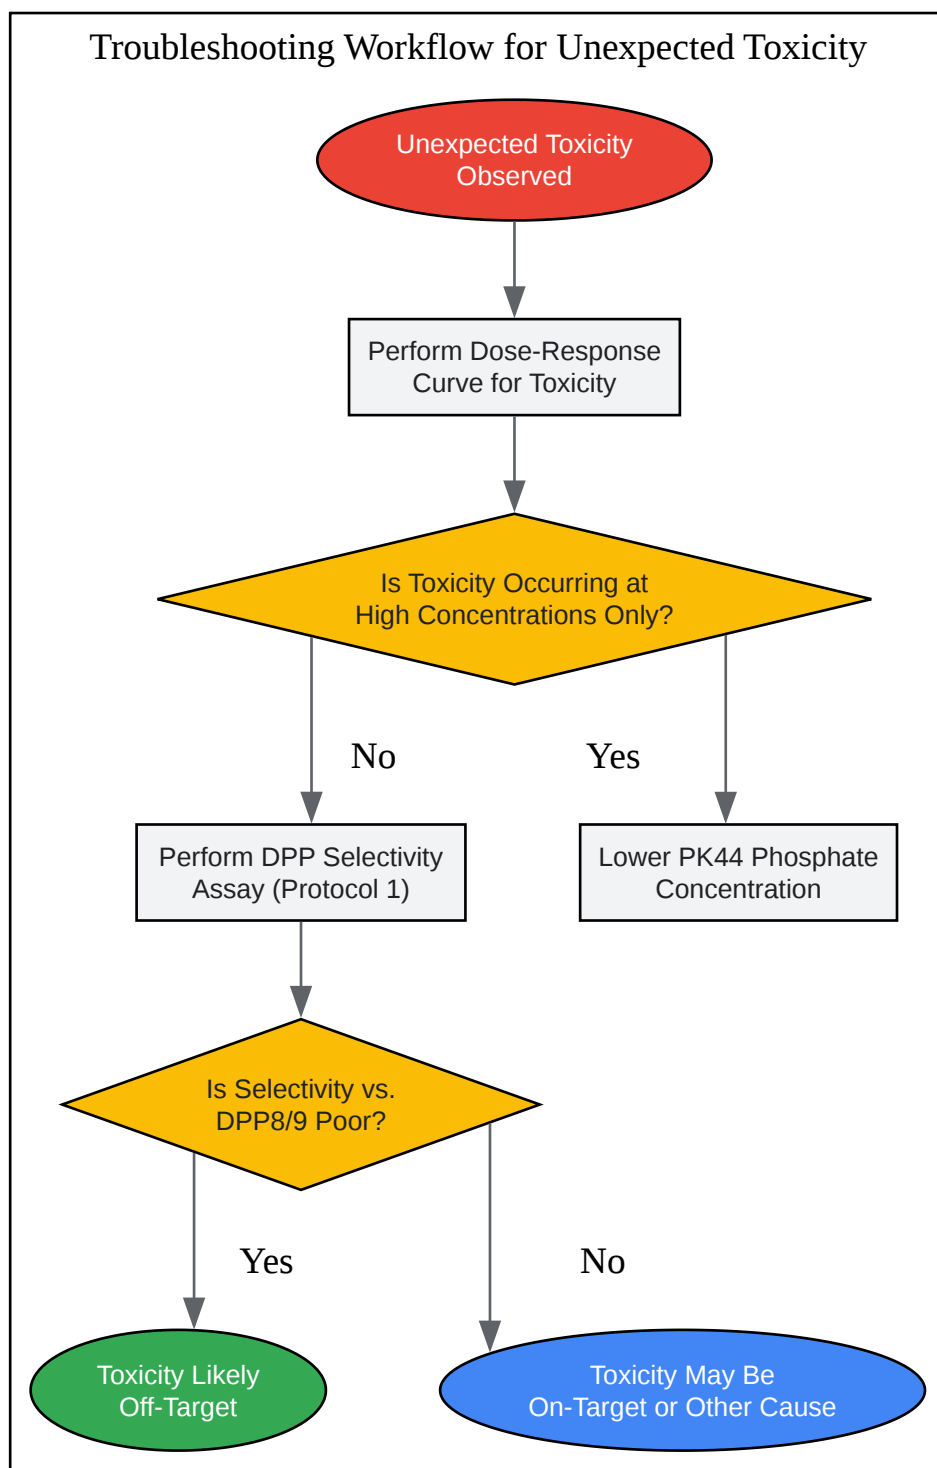 Troubleshooting Workflow for Unexpected Toxicity
Unexpected Toxicity
Observed
Perform Dose-Response
Curve for Toxicity
Is Toxicity Occurring at
High Concentrations Only?
No
Yes
Perform DPP Selectivity
Assay (Protocol 1)
Lower PK44 Phosphate
Concentration
Is Selectivity vs.
DPP8/9 Poor?
Yes
No
Toxicity Likely
Off-Target
Toxicity May Be
On-Target or Other Cause